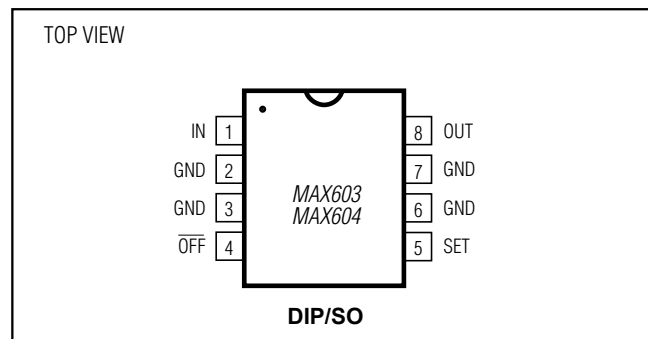 TOP VIEW
IN 1 8 OUT
GND 2 7 GND
MAX603
GND 3 6 GND
MAX604
O̅F̅F̅ 4 5 SET
DIP/SO